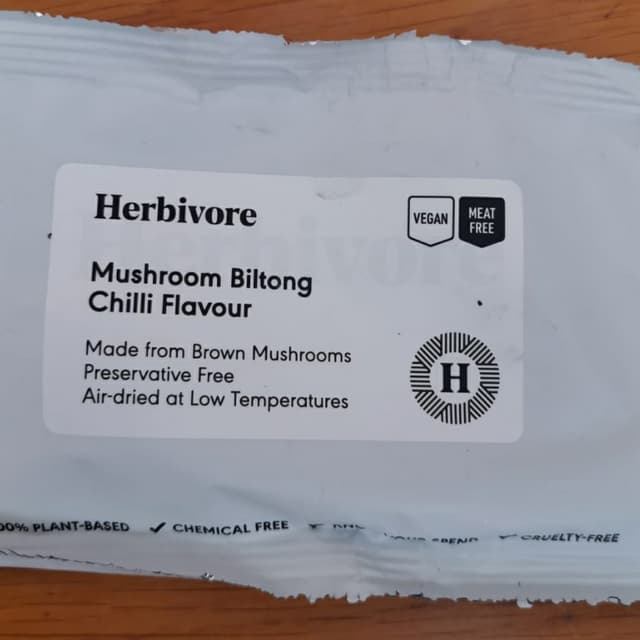 Herbivore
VEGAN
MEAT
FREE
Mushroom Biltong
Chilli Flavour
Made from Brown Mushrooms
Preservative Free
Air-dried at Low Temperatures
H
PLANT-BASED ✓ CHEMICAL FREE ✓ CRUELTY-FREE